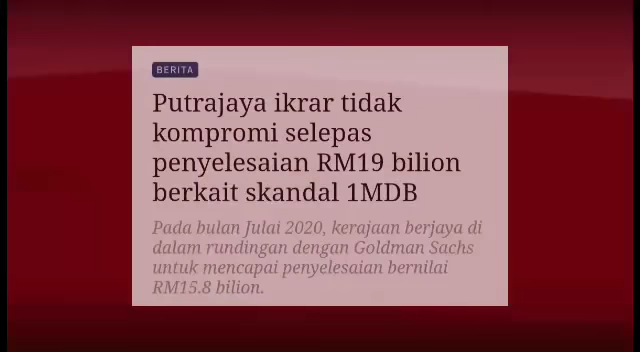 BERITA
Putrajaya ikrar tidak
kompromi selepas
penyelesaian RM19 bilion
berkait skandal 1MDB
Pada bulan Julai 2020, kerajaan berjaya di
dalam rundingan dengan Goldman Sachs
untuk mencapai penyelesaian bernilai
RM15.8 bilion.